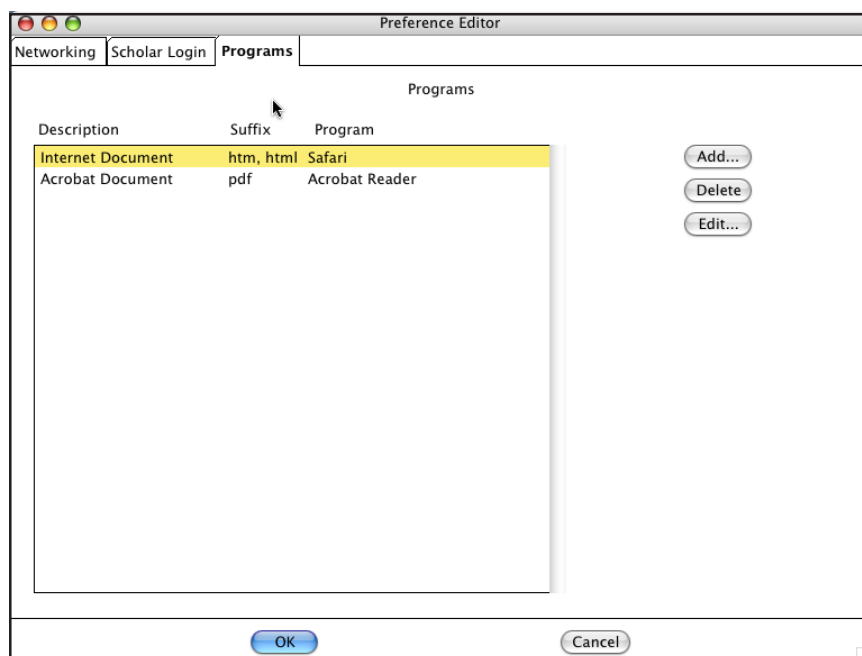 Preference Editor
Networking Scholar Login Programs
Programs
Description Suffix Program
Internet Document htm, html Safari
Acrobat Document pdf Acrobat Reader
Add...
Delete
Edit...
OK Cancel